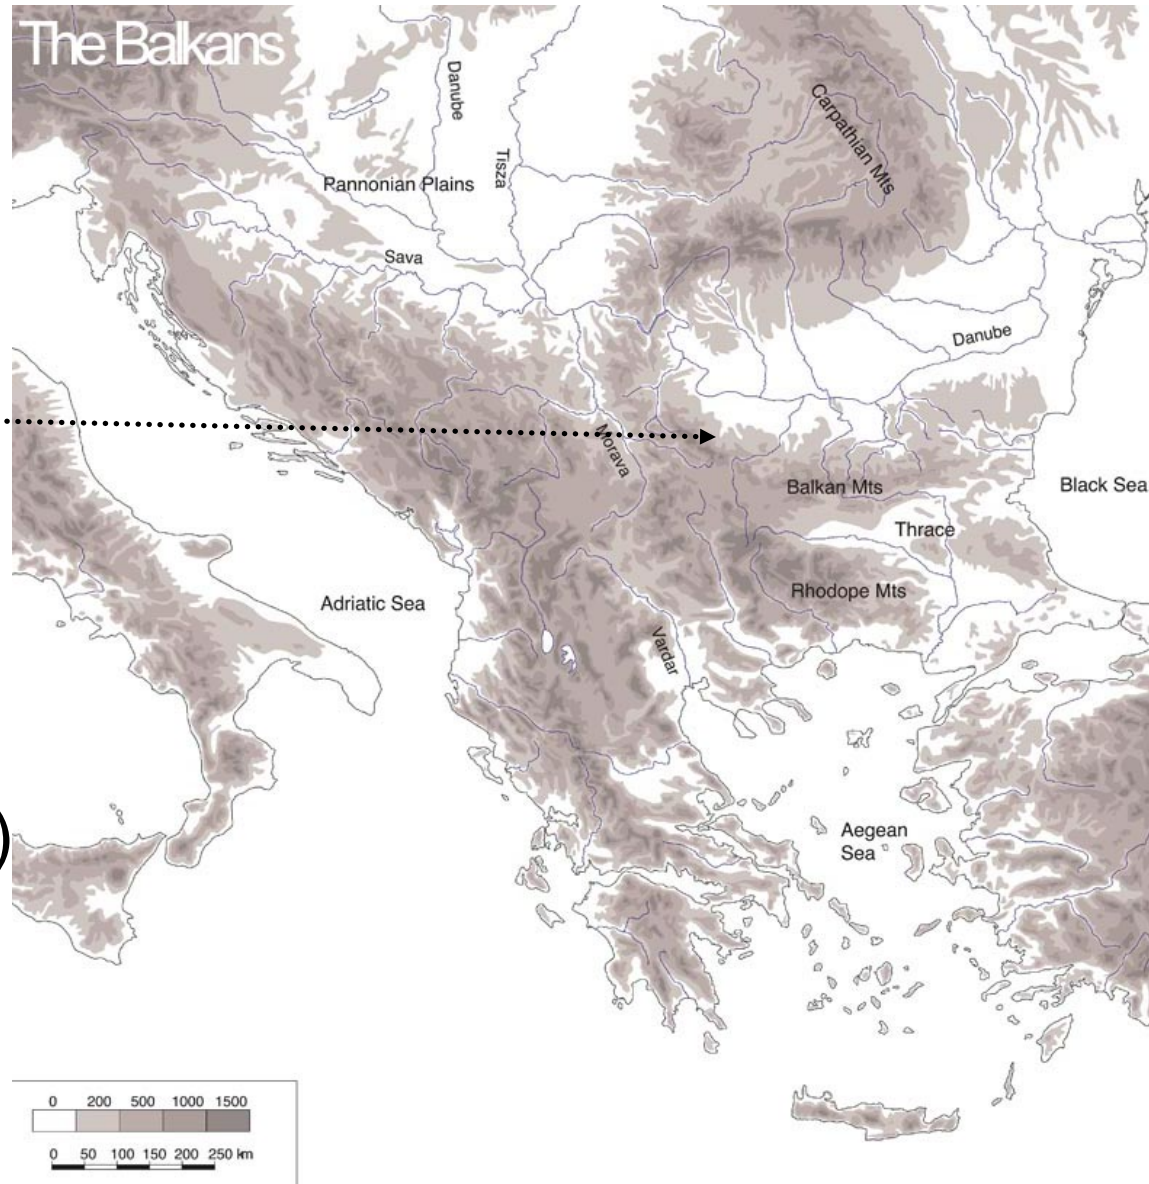 The Balkans
Danube
Carpathian Mts
Tisza
Pannonian Plains
Sava
Danube
Morava
Balkan Mts
Black Sea
Thrace
Adriatic Sea
Rhodope Mts
Vardar
Aegean
Sea
)
0 200 500 1000 1500
0 50 100 150 200 250 km